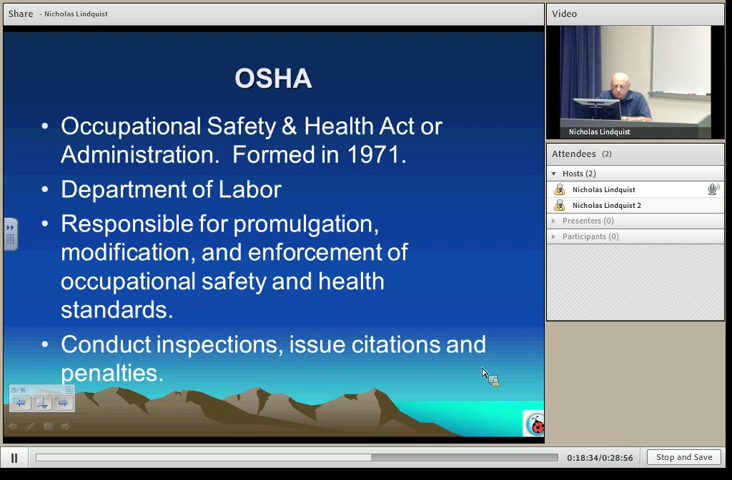 Share - Nicholas Lindquist
OSHA
• Occupational Safety & Health Act or
Administration. Formed in 1971.
• Department of Labor
• Responsible for promulgation,
modification, and enforcement of
occupational safety and health
standards.
• Conduct inspections, issue citations and
penalties.
29/36
Video
Nicholas Lindquist
Attendees (2)
Hosts (2)
Nicholas Lindquist
Nicholas Lindquist 2
Presenters (0)
Participants (0)
0:18:34/0:28:56
Stop and Save